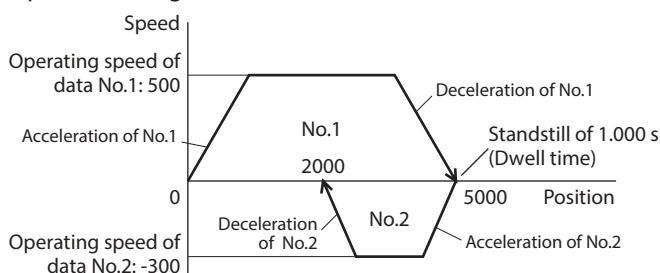 Speed
Operating speed of
data No.1: 500
Deceleration of No.1
Acceleration of No.1
No.1
Standstill of 1.000 s
(Dwell time)
2000
0
5000
Position
Deceleration
of No.2
No.2
Acceleration of No.2
Operating speed of
data No.2: -300